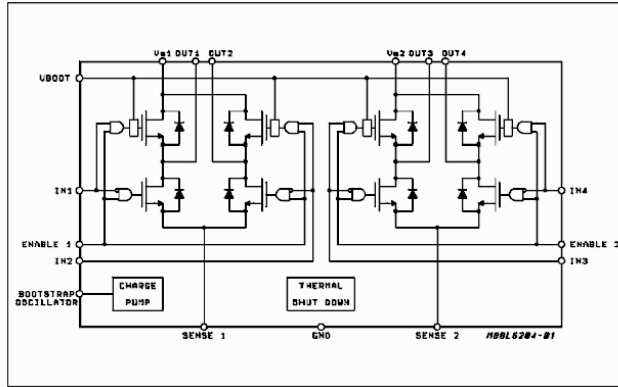 Vs1 OUT1 OUT2 Vs2 OUT3 OUT4
VBOOT
IN1 IN4
ENABLE 1 ENABLE 2
IN2 IN3
BOOTSTRAP
OSCILLATOR
CHARGE
PUMP
THERMAL
SHUT DOWN
SENSE 1 GND SENSE 2 M98L6204-01